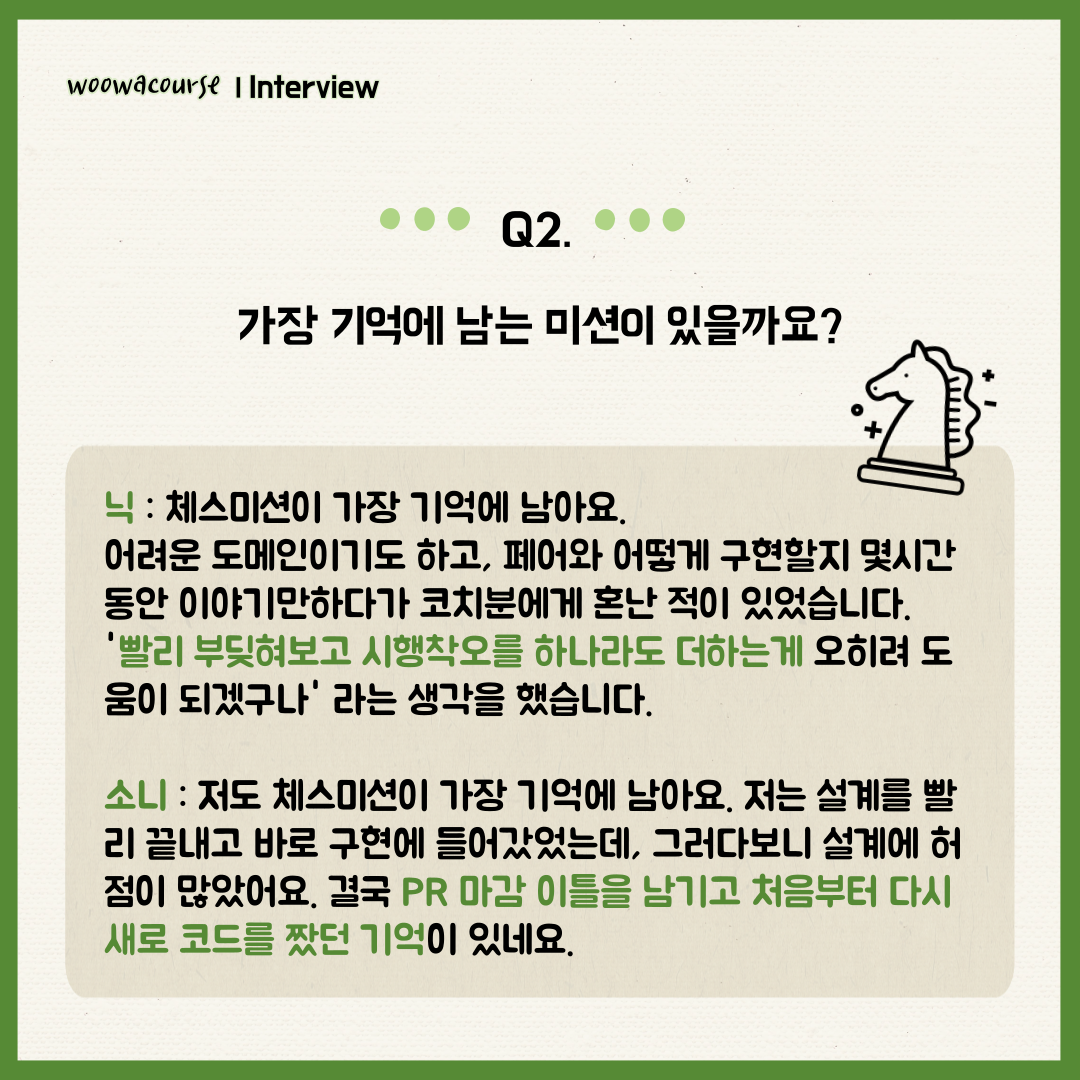 woowacourse | Interview
Q2.
가장 기억에 남는 미션이 있을까요?
닉 : 체스미션이 가장 기억에 남아요.
어려운 도메인이기도 하고, 페어와 어떻게 구현할지 몇시간
동안 이야기만하다가 코치분에게 혼난 적이 있었습니다.
'빨리 부딪혀보고 시행착오를 하나라도 더하는게 오히려 도
움이 되겠구나' 라는 생각을 했습니다.
소니 : 저도 체스미션이 가장 기억에 남아요. 저는 설계를 빨
리 끝내고 바로 구현에 들어갔었는데, 그러다보니 설계에 허
점이 많았어요. 결국 PR 마감 이틀을 남기고 처음부터 다시
새로 코드를 짰던 기억이 있네요.